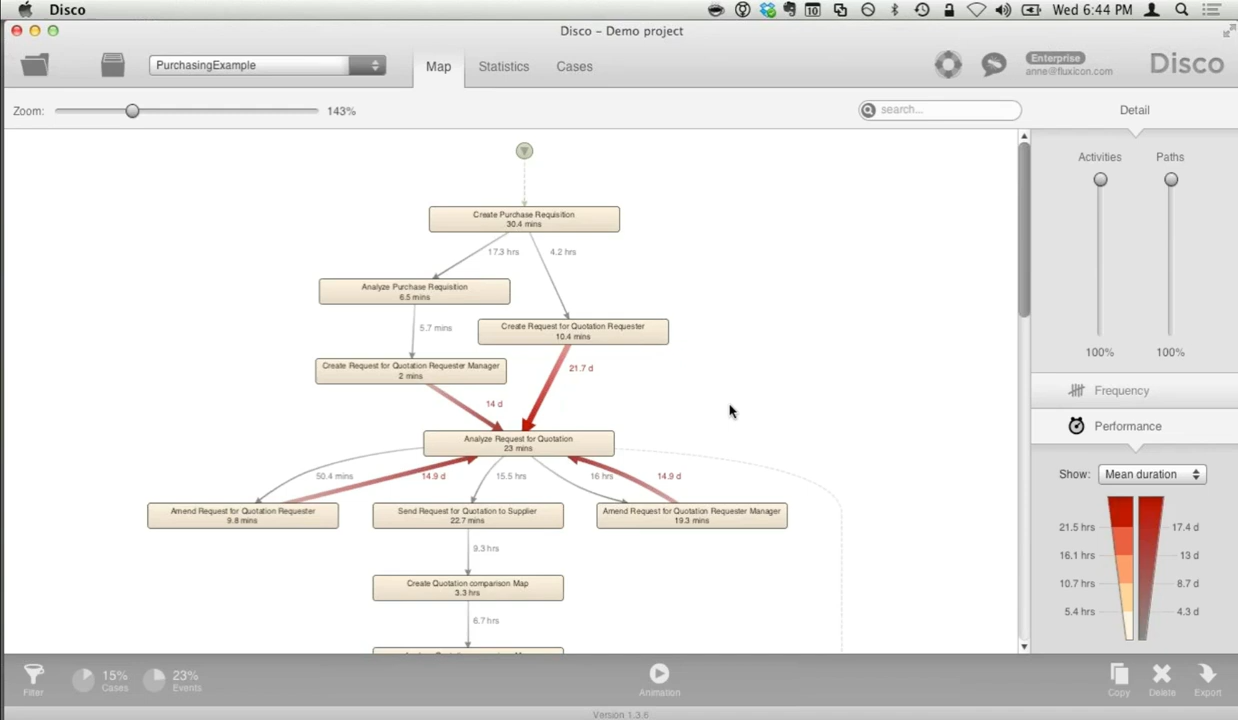 Disco
10
Wed 6:44 PM
Disco – Demo project
PurchasingExample
Map
Statistics
Cases
Enterprise
anne@fluxicon.com
Disco
Zoom:
143%
search...
Detail
Activities
Paths
100%
100%
Frequency
Performance
Show:
Mean duration
21.5 hrs
17.4 d
16.1 hrs
13 d
10.7 hrs
8.7 d
5.4 hrs
4.3 d
Create Purchase Requisition
30.4 mins
17.3 hrs
4.2 hrs
Analyze Purchase Requisition
6.5 mins
5.7 mins
Create Request for Quotation Requester
10.4 mins
Create Request for Quotation Requester Manager
2 mins
21.7 d
14 d
Analyze Request for Quotation
23 mins
50.4 mins
14.9 d
15.5 hrs
16 hrs
14.9 d
Amend Request for Quotation Requester
9.8 mins
Send Request for Quotation to Supplier
22.7 mins
Amend Request for Quotation Requester Manager
19.3 mins
9.3 hrs
Create Quotation comparison Map
3.3 hrs
6.7 hrs
Filter
15%
Cases
23%
Events
Animation
Copy
Delete
Export
Version 1.3.6